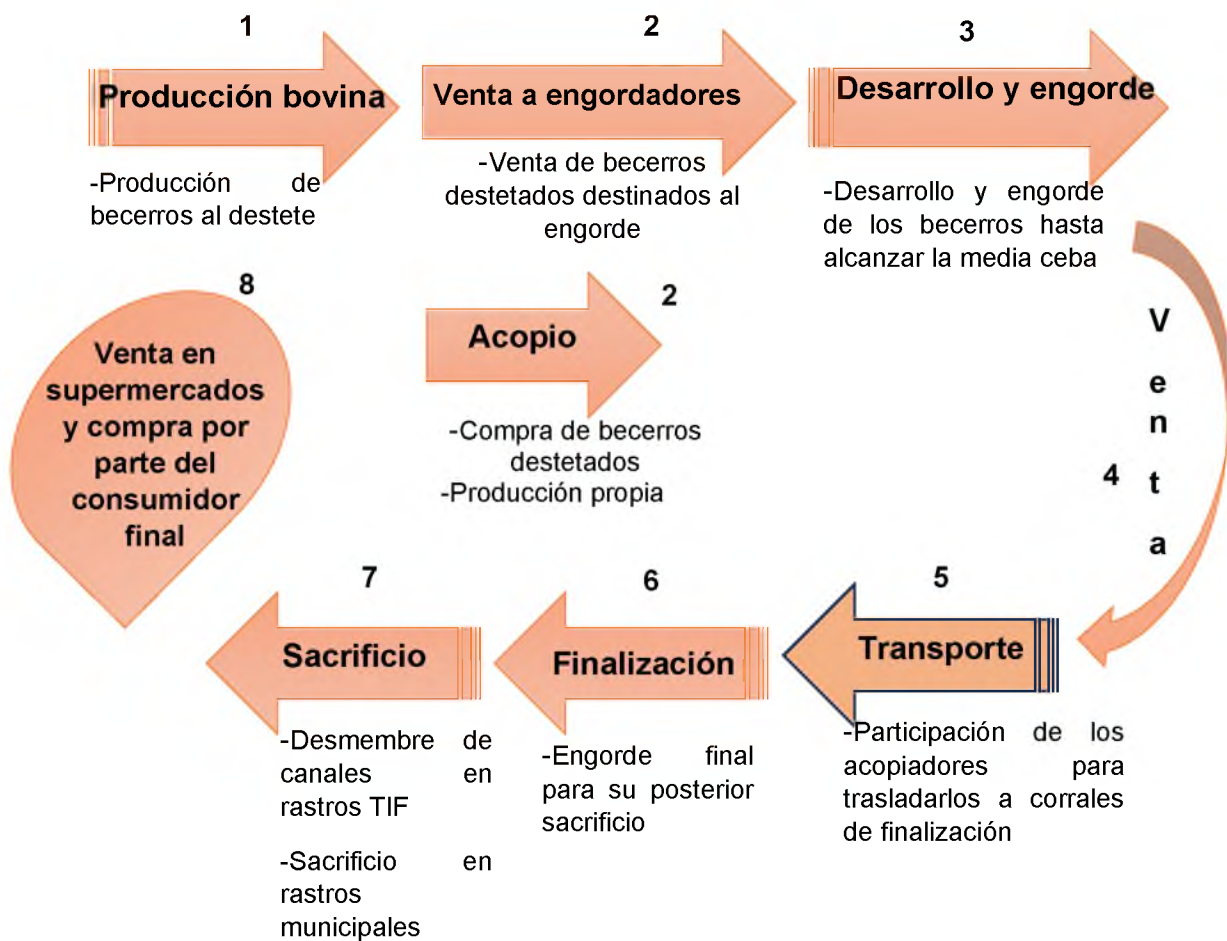 1
Producción bovina
-Producción de
becerros al destete
2
Venta a engordadores
-Venta de becerros
destetados destinados al
engorde
3
Desarrollo y engorde
-Desarrollo y engorde
de los becerros hasta
alcanzar la media ceba
2
Acopio
-Compra de becerros
destetados
-Producción propia
4
V
e
n
t
a
5
Transporte
-Participación de los
acopiadores para
trasladarlos a corrales
de finalización
6
Finalización
-Engorde final
para su posterior
sacrificio
7
Sacrificio
-Desmembre de
canales en
rastros TIF
-Sacrificio en
rastros
municipales
8
Venta en
supermercados
y compra por
parte del
consumidor
final